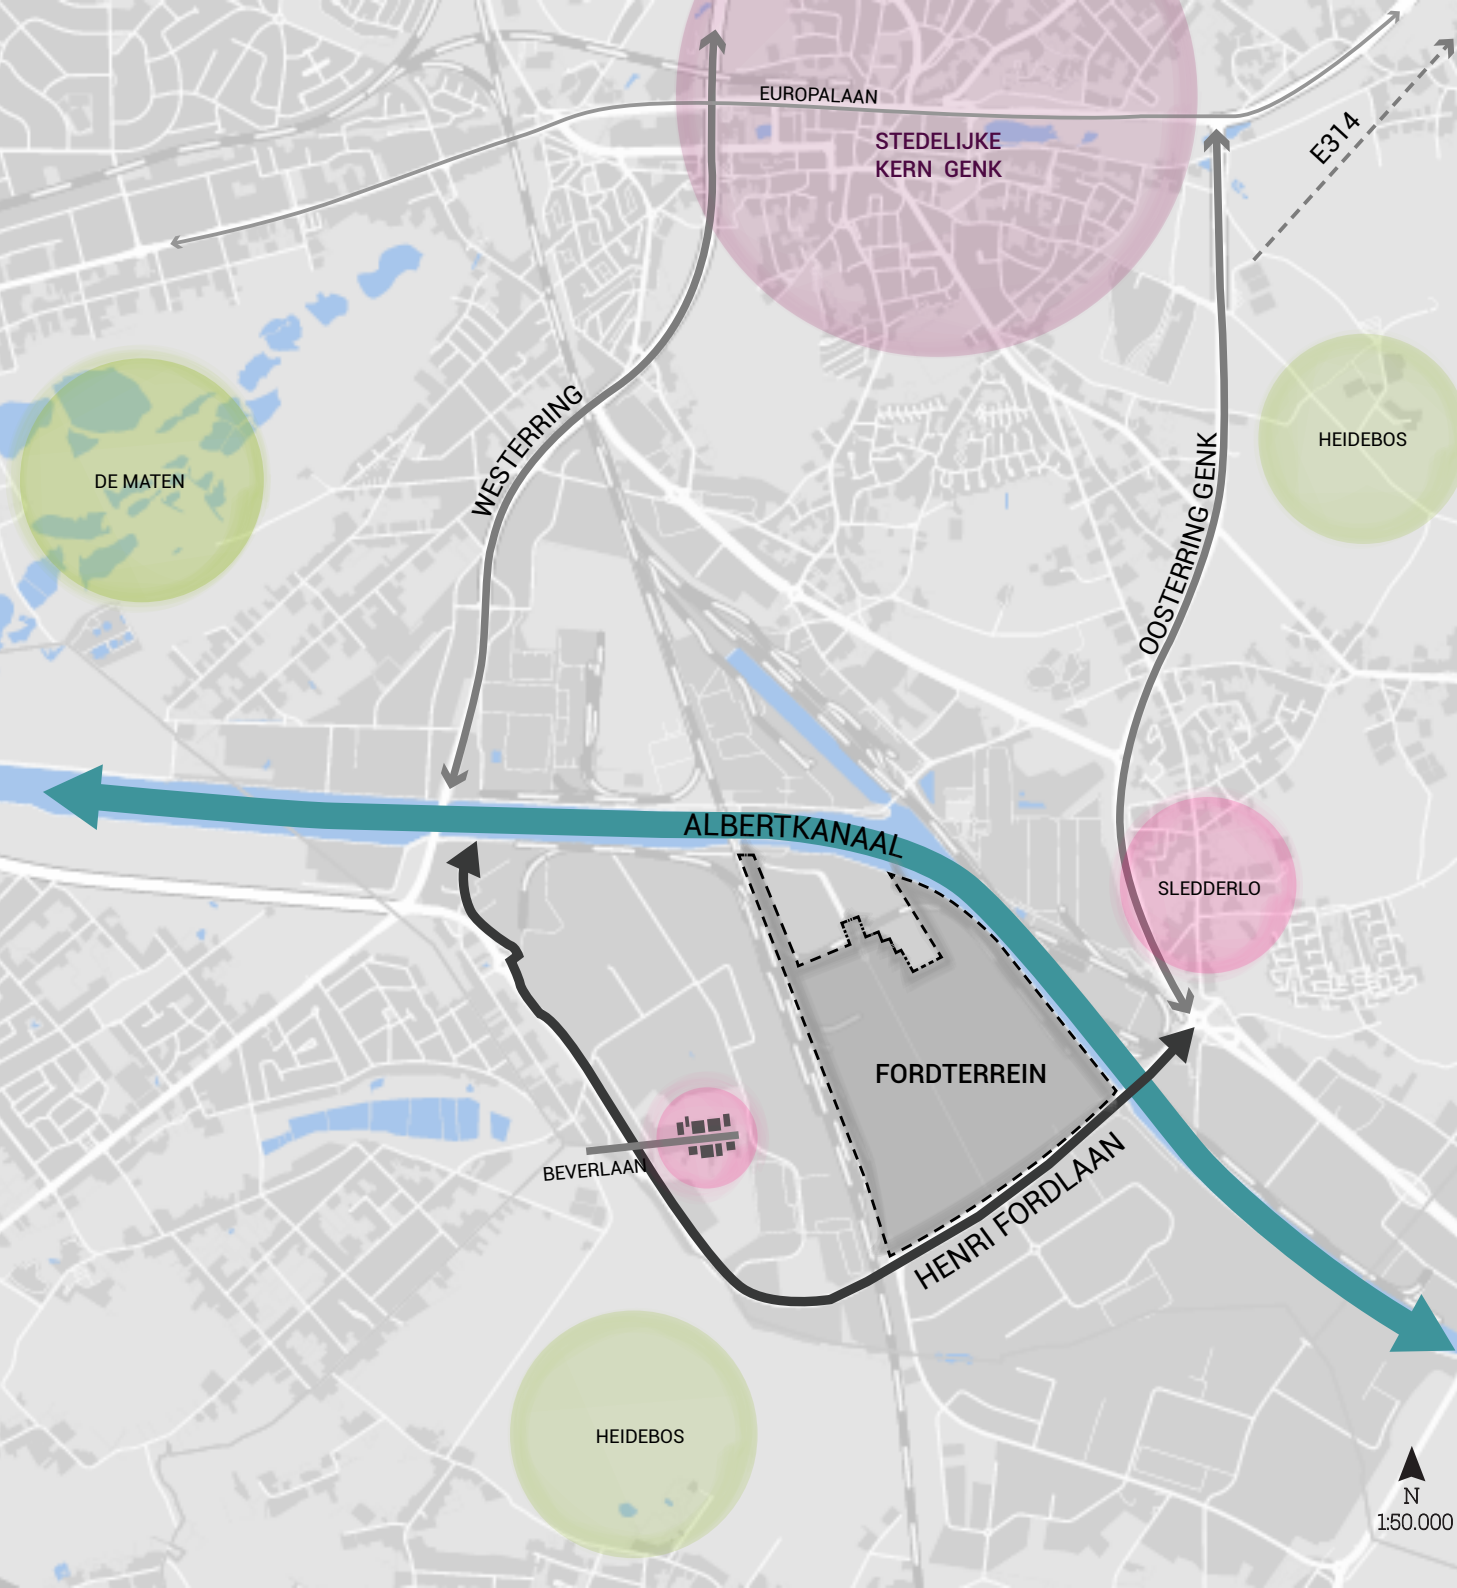 EUROPALAAN
STEDELIJKE
KERN GENK
E314
WESTERRING
DE MATEN
HEIDEBOS
OOSTERRING GENK
ALBERTKANAAL
SLEDDERLO
FORDTERREIN
BEVERLAAN
HENRI FORDLAAN
HEIDEBOS
N
1:50.000